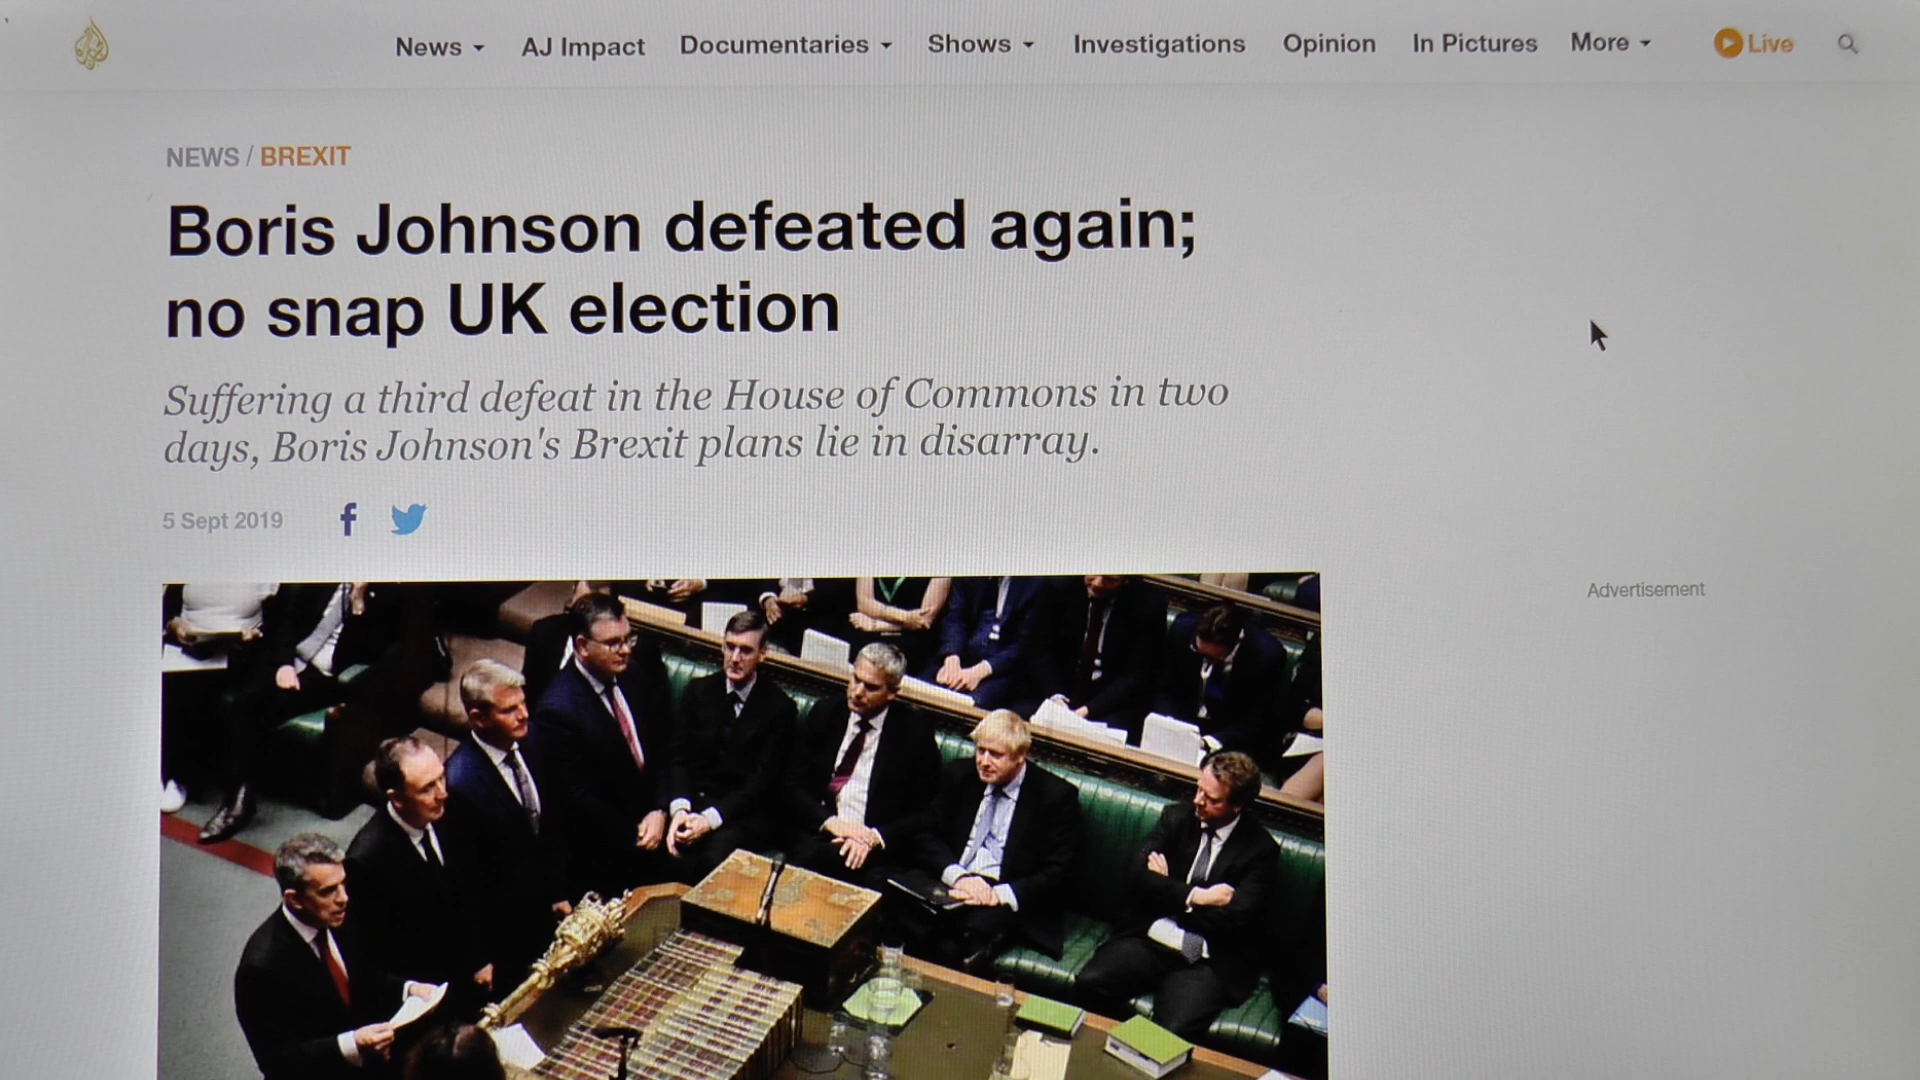 News
AJ Impact
Documentaries
Shows
Investigations
Opinion
In Pictures
More
Live
NEWS / BREXIT
Boris Johnson defeated again;
no snap UK election
Suffering a third defeat in the House of Commons in two
days, Boris Johnson's Brexit plans lie in disarray.
5 Sept 2019
Advertisement